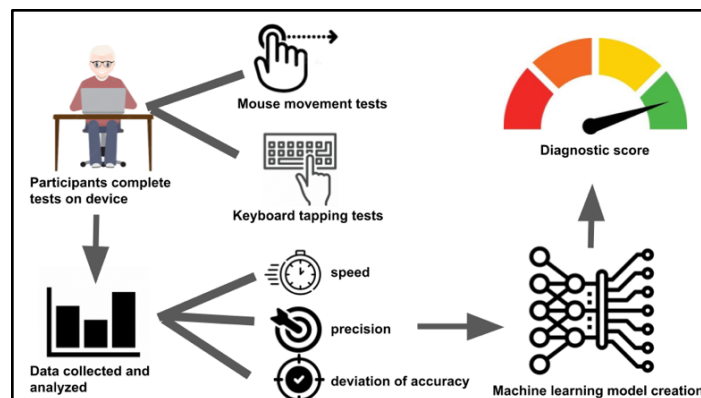 Mouse movement tests
Participants complete
tests on device
Keyboard tapping tests
Diagnostic score
speed
precision
deviation of accuracy
Data collected and
analyzed
Machine learning model creation